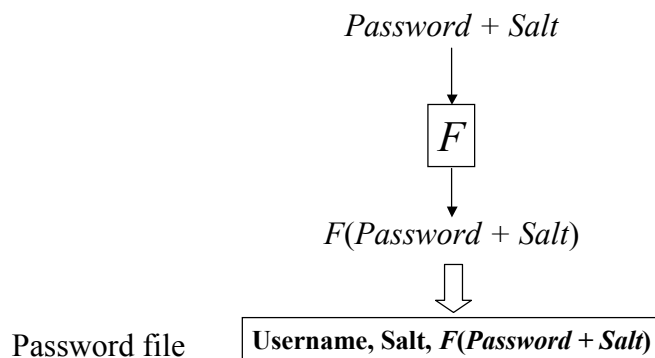 Password + Salt
F
F(Password + Salt)
Password file
Username, Salt, F(Password + Salt)